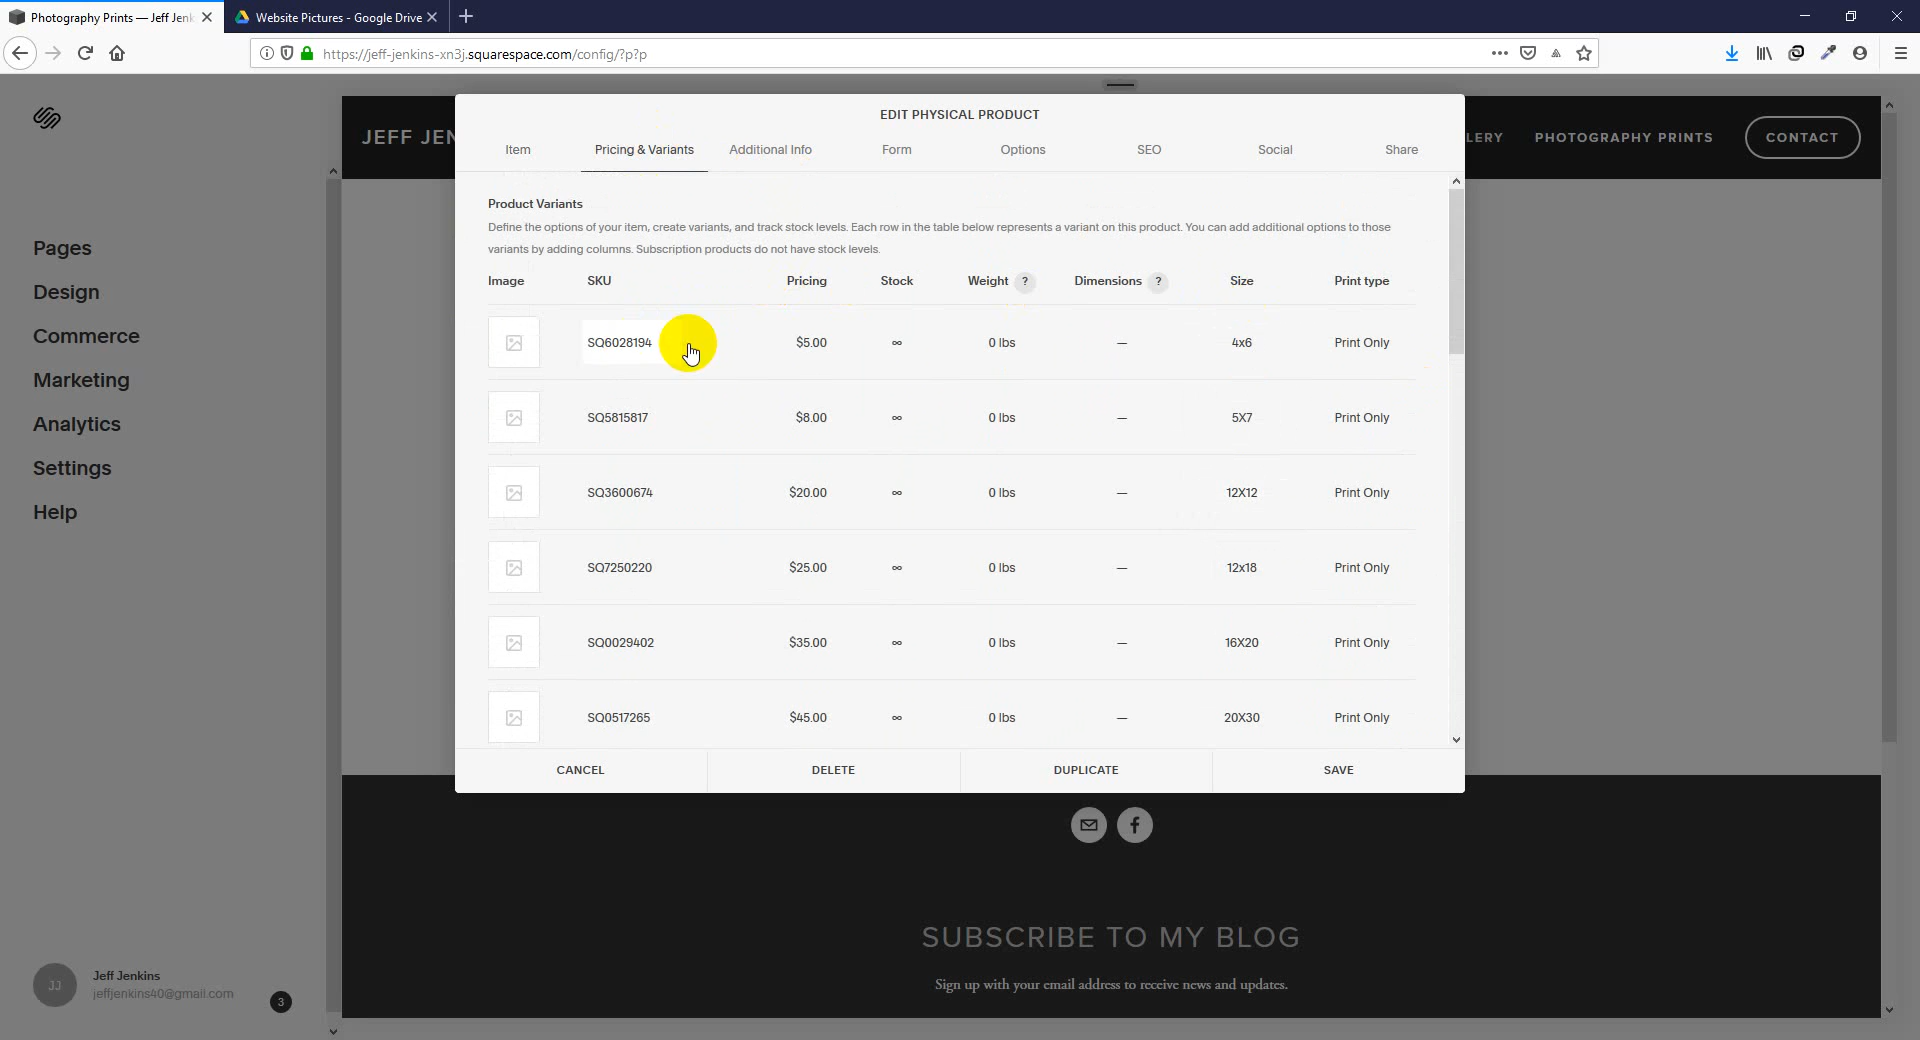 Photography Prints — Jeff Jenk
Website Pictures - Google Drive
https://jeff-jenkins-xn3j.squarespace.com/config/?p?p
JEFF JEN
LERY
PHOTOGRAPHY PRINTS
CONTACT
Pages
Design
Commerce
Marketing
Analytics
Settings
Help
JJ
Jeff Jenkins
jeffjenkins40@gmail.com
3
EDIT PHYSICAL PRODUCT
Item Pricing & Variants Additional Info Form Options SEO Social Share
Product Variants
Define the options of your item, create variants, and track stock levels. Each row in the table below represents a variant on this product. You can add additional options to those
variants by adding columns. Subscription products do not have stock levels.
Image SKU Pricing Stock Weight ? Dimensions ? Size Print type
SQ6028194 $5.00 ∞ 0 lbs — 4x6 Print Only
SQ5815817 $8.00 ∞ 0 lbs — 5X7 Print Only
SQ3600674 $20.00 ∞ 0 lbs — 12X12 Print Only
SQ7250220 $25.00 ∞ 0 lbs — 12x18 Print Only
SQ0029402 $35.00 ∞ 0 lbs — 16X20 Print Only
SQ0517265 $45.00 ∞ 0 lbs — 20X30 Print Only
CANCEL DELETE DUPLICATE SAVE
SUBSCRIBE TO MY BLOG
Sign up with your email address to receive news and updates.